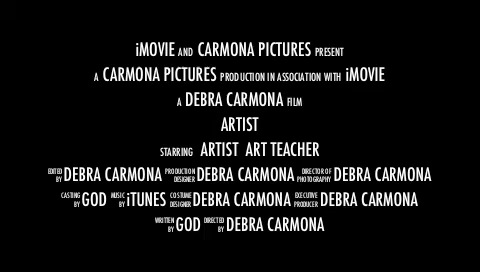 iMOVIE AND CARMONA PICTURES PRESENT
A CARMONA PICTURES PRODUCTION IN ASSOCIATION WITH iMOVIE
A DEBRA CARMONA FILM
ARTIST
STARRING ARTIST ART TEACHER
EDITED BY DEBRA CARMONA PRODUCTION DESIGNER DEBRA CARMONA DIRECTOR OF PHOTOGRAPHY DEBRA CARMONA
CASTING BY GOD MUSIC BY iTUNES COSTUME DESIGNER DEBRA CARMONA EXECUTIVE PRODUCER DEBRA CARMONA
WRITTEN BY GOD DIRECTED BY DEBRA CARMONA